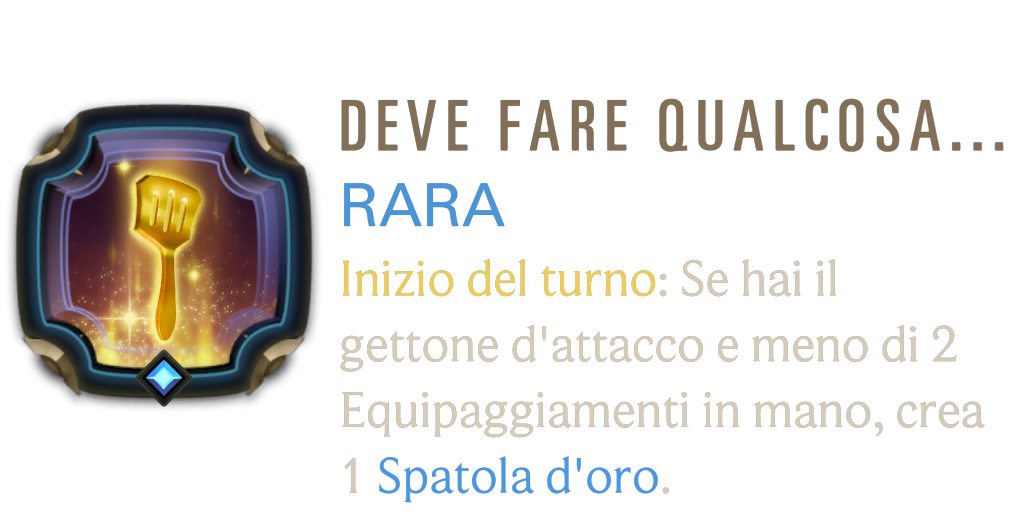 DEVE FARE QUALCOSA...
RARA
Inizio del turno: Se hai il
gettone d'attacco e meno di 2
Equipaggiamenti in mano, crea
1 Spatola d'oro.